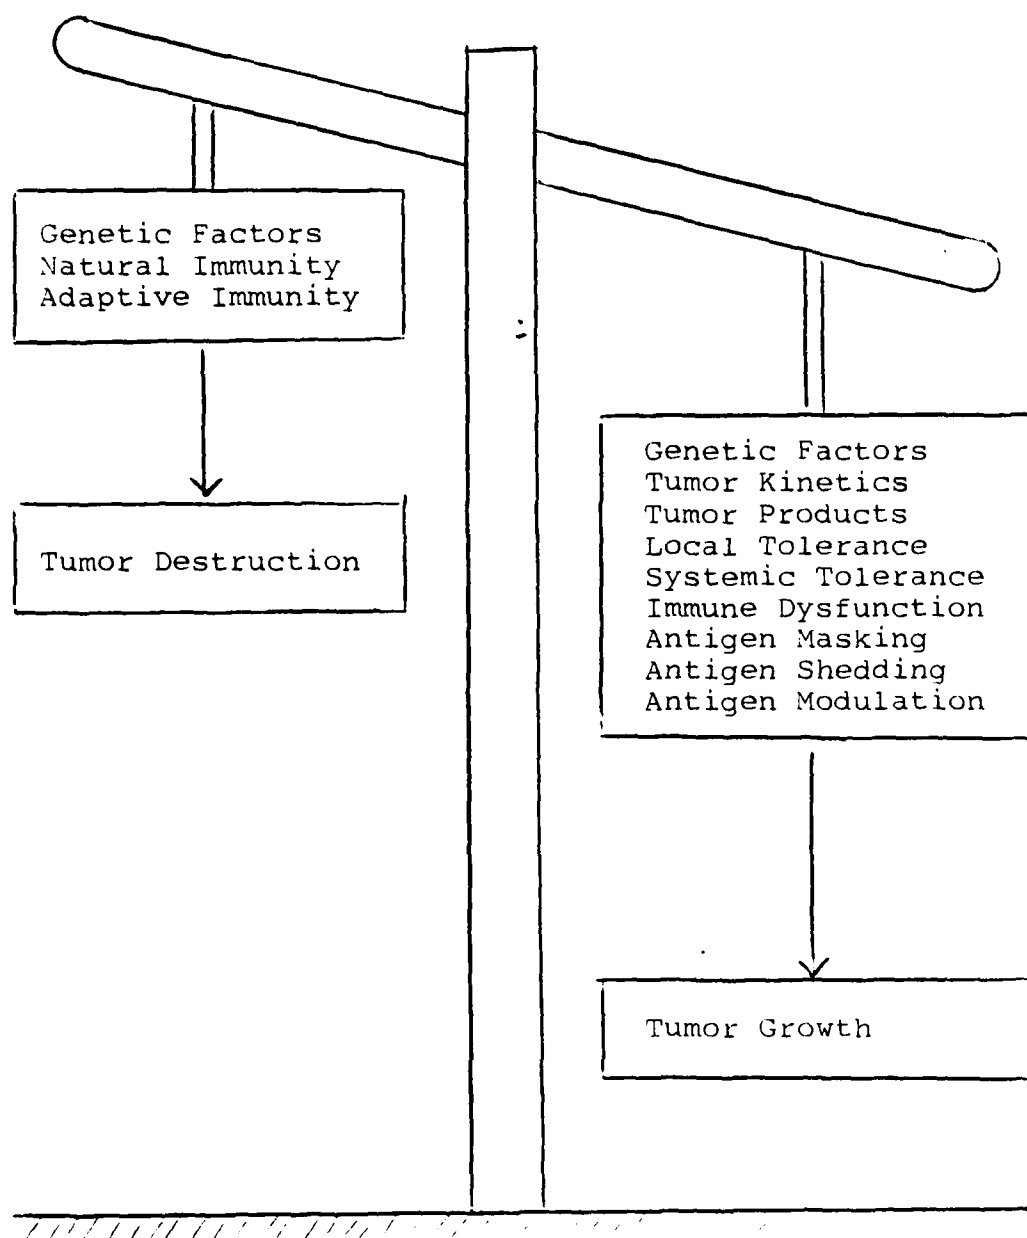 Genetic Factors
Natural Immunity
Adaptive Immunity
Tumor Destruction
Genetic Factors
Tumor Kinetics
Tumor Products
Local Tolerance
Systemic Tolerance
Immune Dysfunction
Antigen Masking
Antigen Shedding
Antigen Modulation
Tumor Growth